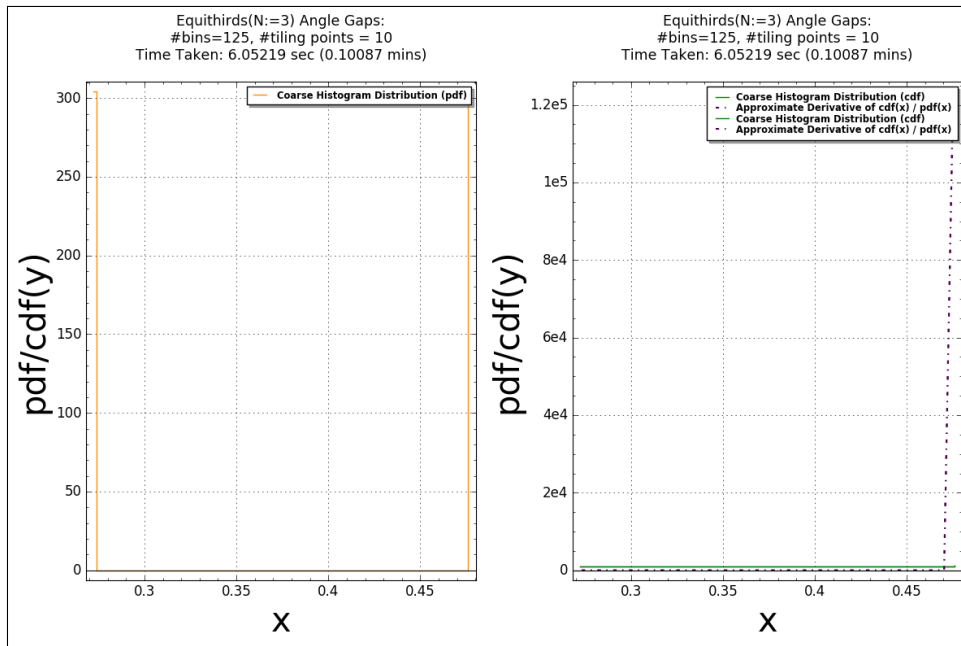 Equithirds(N:=3) Angle Gaps:
#bins=125, #tiling points = 10
Time Taken: 6.05219 sec (0.10087 mins)
Coarse Histogram Distribution (pdf)
300
250
200
150
100
50
0
pdf/cdf(y)
0.3
0.35
0.4
0.45
x
Equithirds(N:=3) Angle Gaps:
#bins=125, #tiling points = 10
Time Taken: 6.05219 sec (0.10087 mins)
Coarse Histogram Distribution (cdf)
Approximate Derivative of cdf(x) / pdf(x)
Coarse Histogram Distribution (cdf)
Approximate Derivative of cdf(x) / pdf(x)
1.2e5
1e5
8e4
6e4
4e4
2e4
0
pdf/cdf(y)
0.3
0.35
0.4
0.45
x